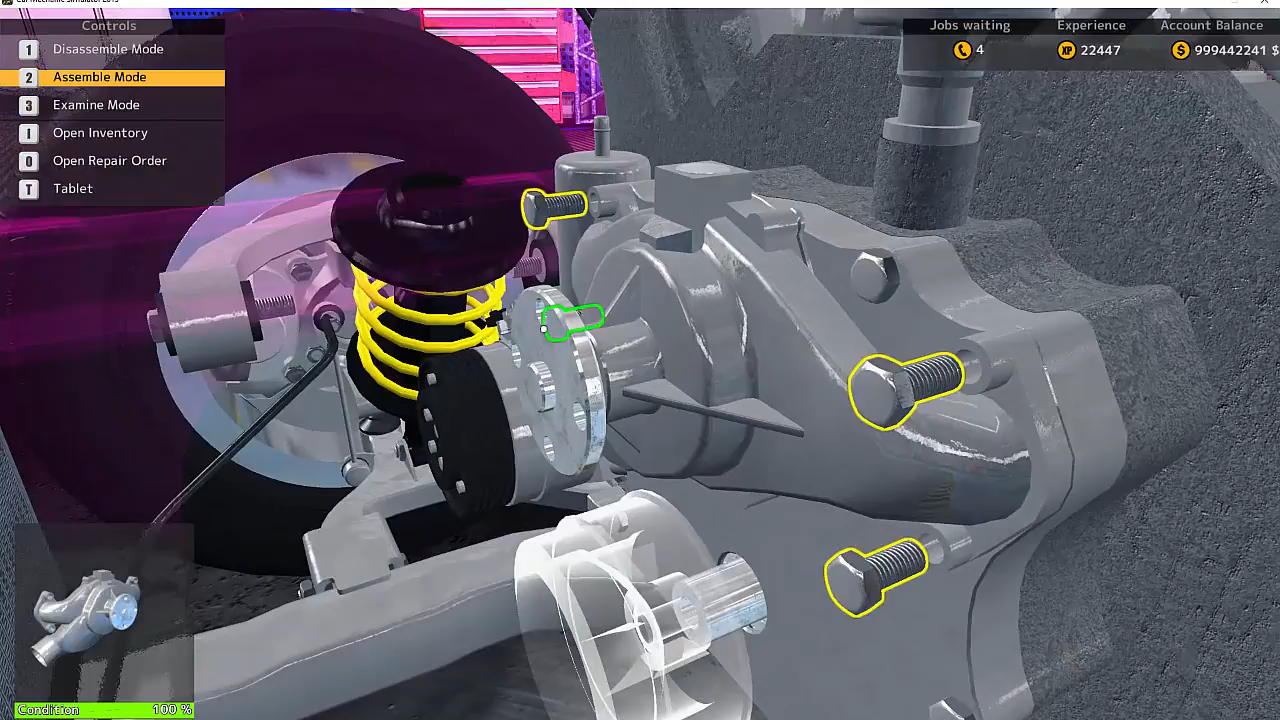 Controls
1 Disassemble Mode
2 Assemble Mode
3 Examine Mode
I Open Inventory
O Open Repair Order
T Tablet
Jobs waiting Experience Account Balance
4 XP 22447 $ 999442241 $
Condition 100 %